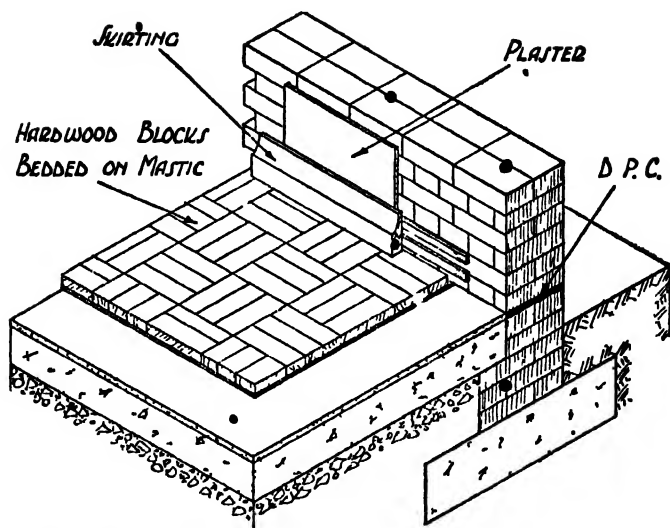 SKIRTING
PLASTER
HARDWOOD BLOCKS
BEDDED ON MASTIC
D P. C.